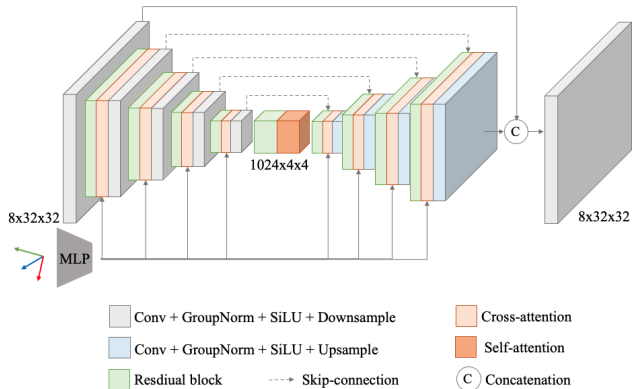 C
1024x4x4
8x32x32
8x32x32
MLP
Conv + GroupNorm + SiLU + Downsample
Cross-attention
Conv + GroupNorm + SiLU + Upsample
Self-attention
Resdiual block
Skip-connection
C
Concatenation